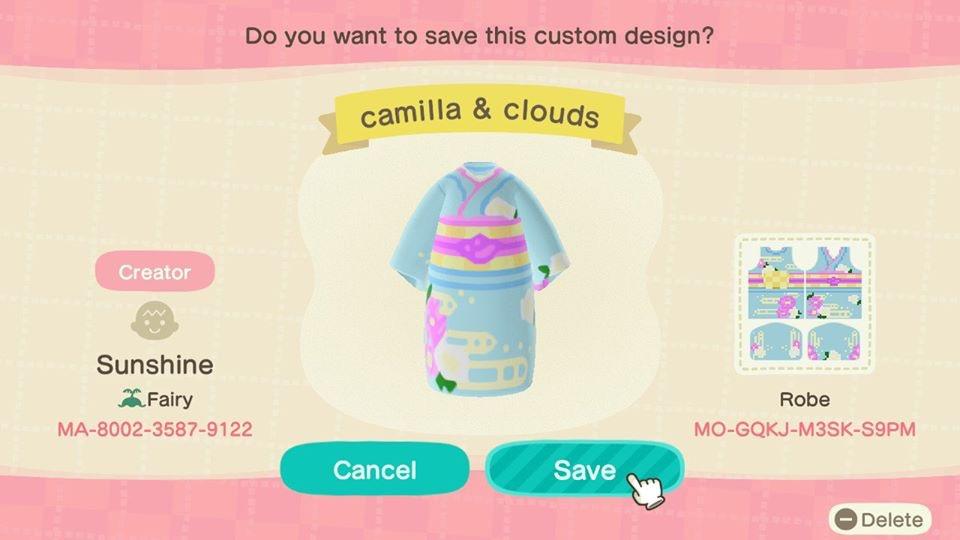 Do you want to save this custom design?
camilla & clouds
Creator
Sunshine
Fairy
MA-8002-3587-9122
Robe
MO-GQKJ-M3SK-S9PM
Cancel
Save
Delete